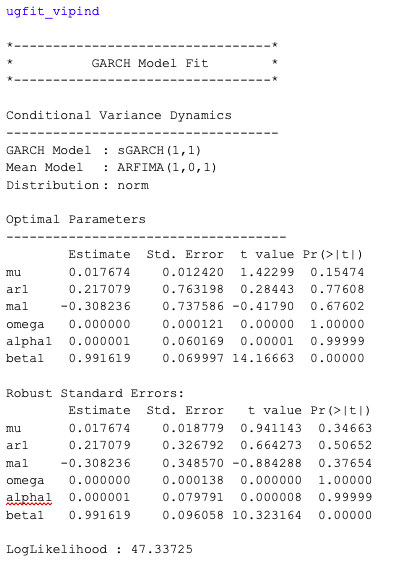 ugfit_vipind
*---------------------------------*
* GARCH Model Fit *
*---------------------------------*
Conditional Variance Dynamics
-----------------------------------
GARCH Model : sGARCH(1,1)
Mean Model : ARFIMA(1,0,1)
Distribution : norm
Optimal Parameters
------------------------------------
Estimate Std. Error t value Pr(>|t|)
mu 0.017674 0.012420 1.42299 0.15474
ar1 0.217079 0.763198 0.28443 0.77608
ma1 -0.308236 0.737586 -0.41790 0.67602
omega 0.000000 0.000121 0.00000 1.00000
alpha1 0.000001 0.060169 0.00001 0.99999
beta1 0.991619 0.069997 14.16663 0.00000
Robust Standard Errors:
Estimate Std. Error t value Pr(>|t|)
mu 0.017674 0.018779 0.941143 0.34663
ar1 0.217079 0.326792 0.664273 0.50652
ma1 -0.308236 0.348570 -0.884288 0.37654
omega 0.000000 0.000138 0.000000 1.00000
alpha1 0.000001 0.079791 0.000008 0.99999
beta1 0.991619 0.096058 10.323164 0.00000
LogLikelihood : 47.33725